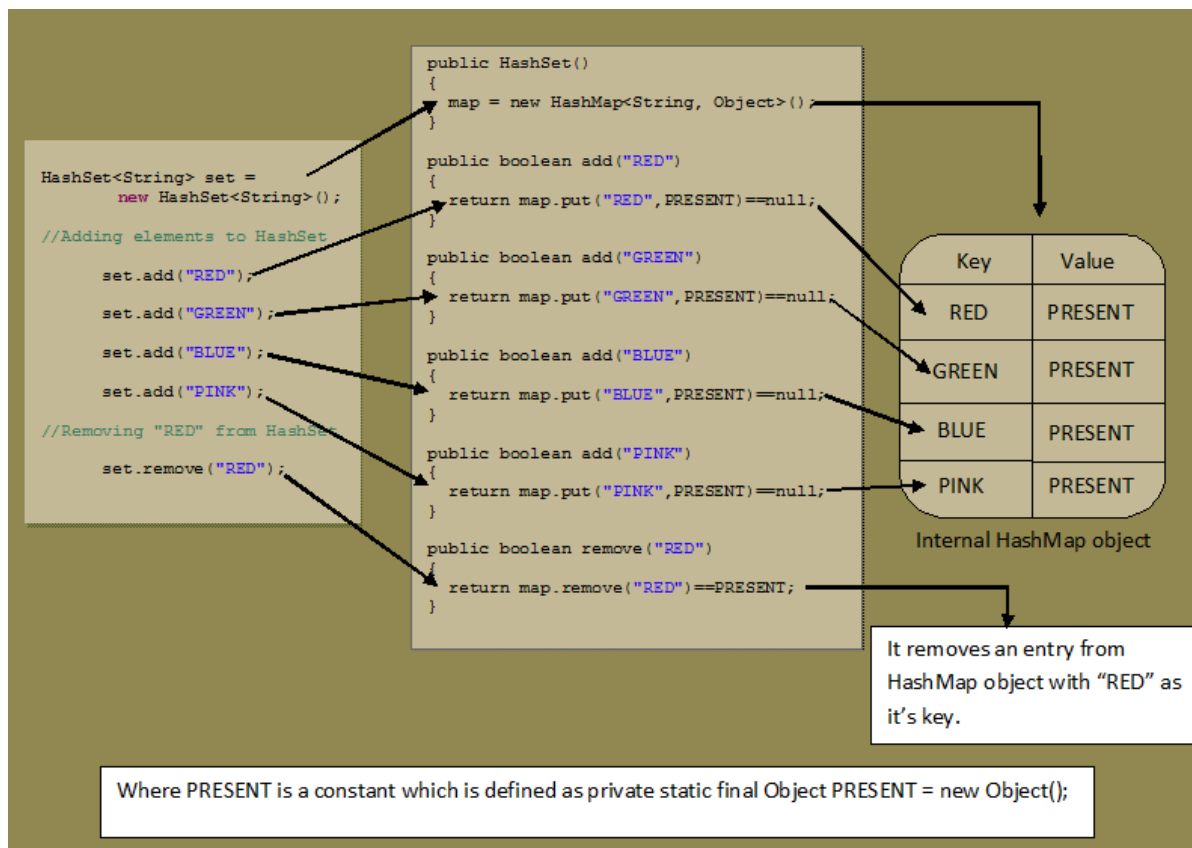 HashSet<String> set =
new HashSet<String>();
//Adding elements to HashSet
set.add("RED");
set.add("GREEN");
set.add("BLUE");
set.add("PINK");
//Removing "RED" from HashSet
set.remove("RED");
public HashSet()
{
map = new HashMap<String, Object>();
}
public boolean add("RED")
{
return map.put("RED",PRESENT)==null;
}
public boolean add("GREEN")
{
return map.put("GREEN",PRESENT)==null;
}
public boolean add("BLUE")
{
return map.put("BLUE",PRESENT)==null;
}
public boolean add("PINK")
{
return map.put("PINK",PRESENT)==null;
}
public boolean remove("RED")
{
return map.remove("RED")==PRESENT;
}
Key Value
RED PRESENT
GREEN PRESENT
BLUE PRESENT
PINK PRESENT
Internal HashMap object
It removes an entry from
HashMap object with “RED” as
it’s key.
Where PRESENT is a constant which is defined as private static final Object PRESENT = new Object();